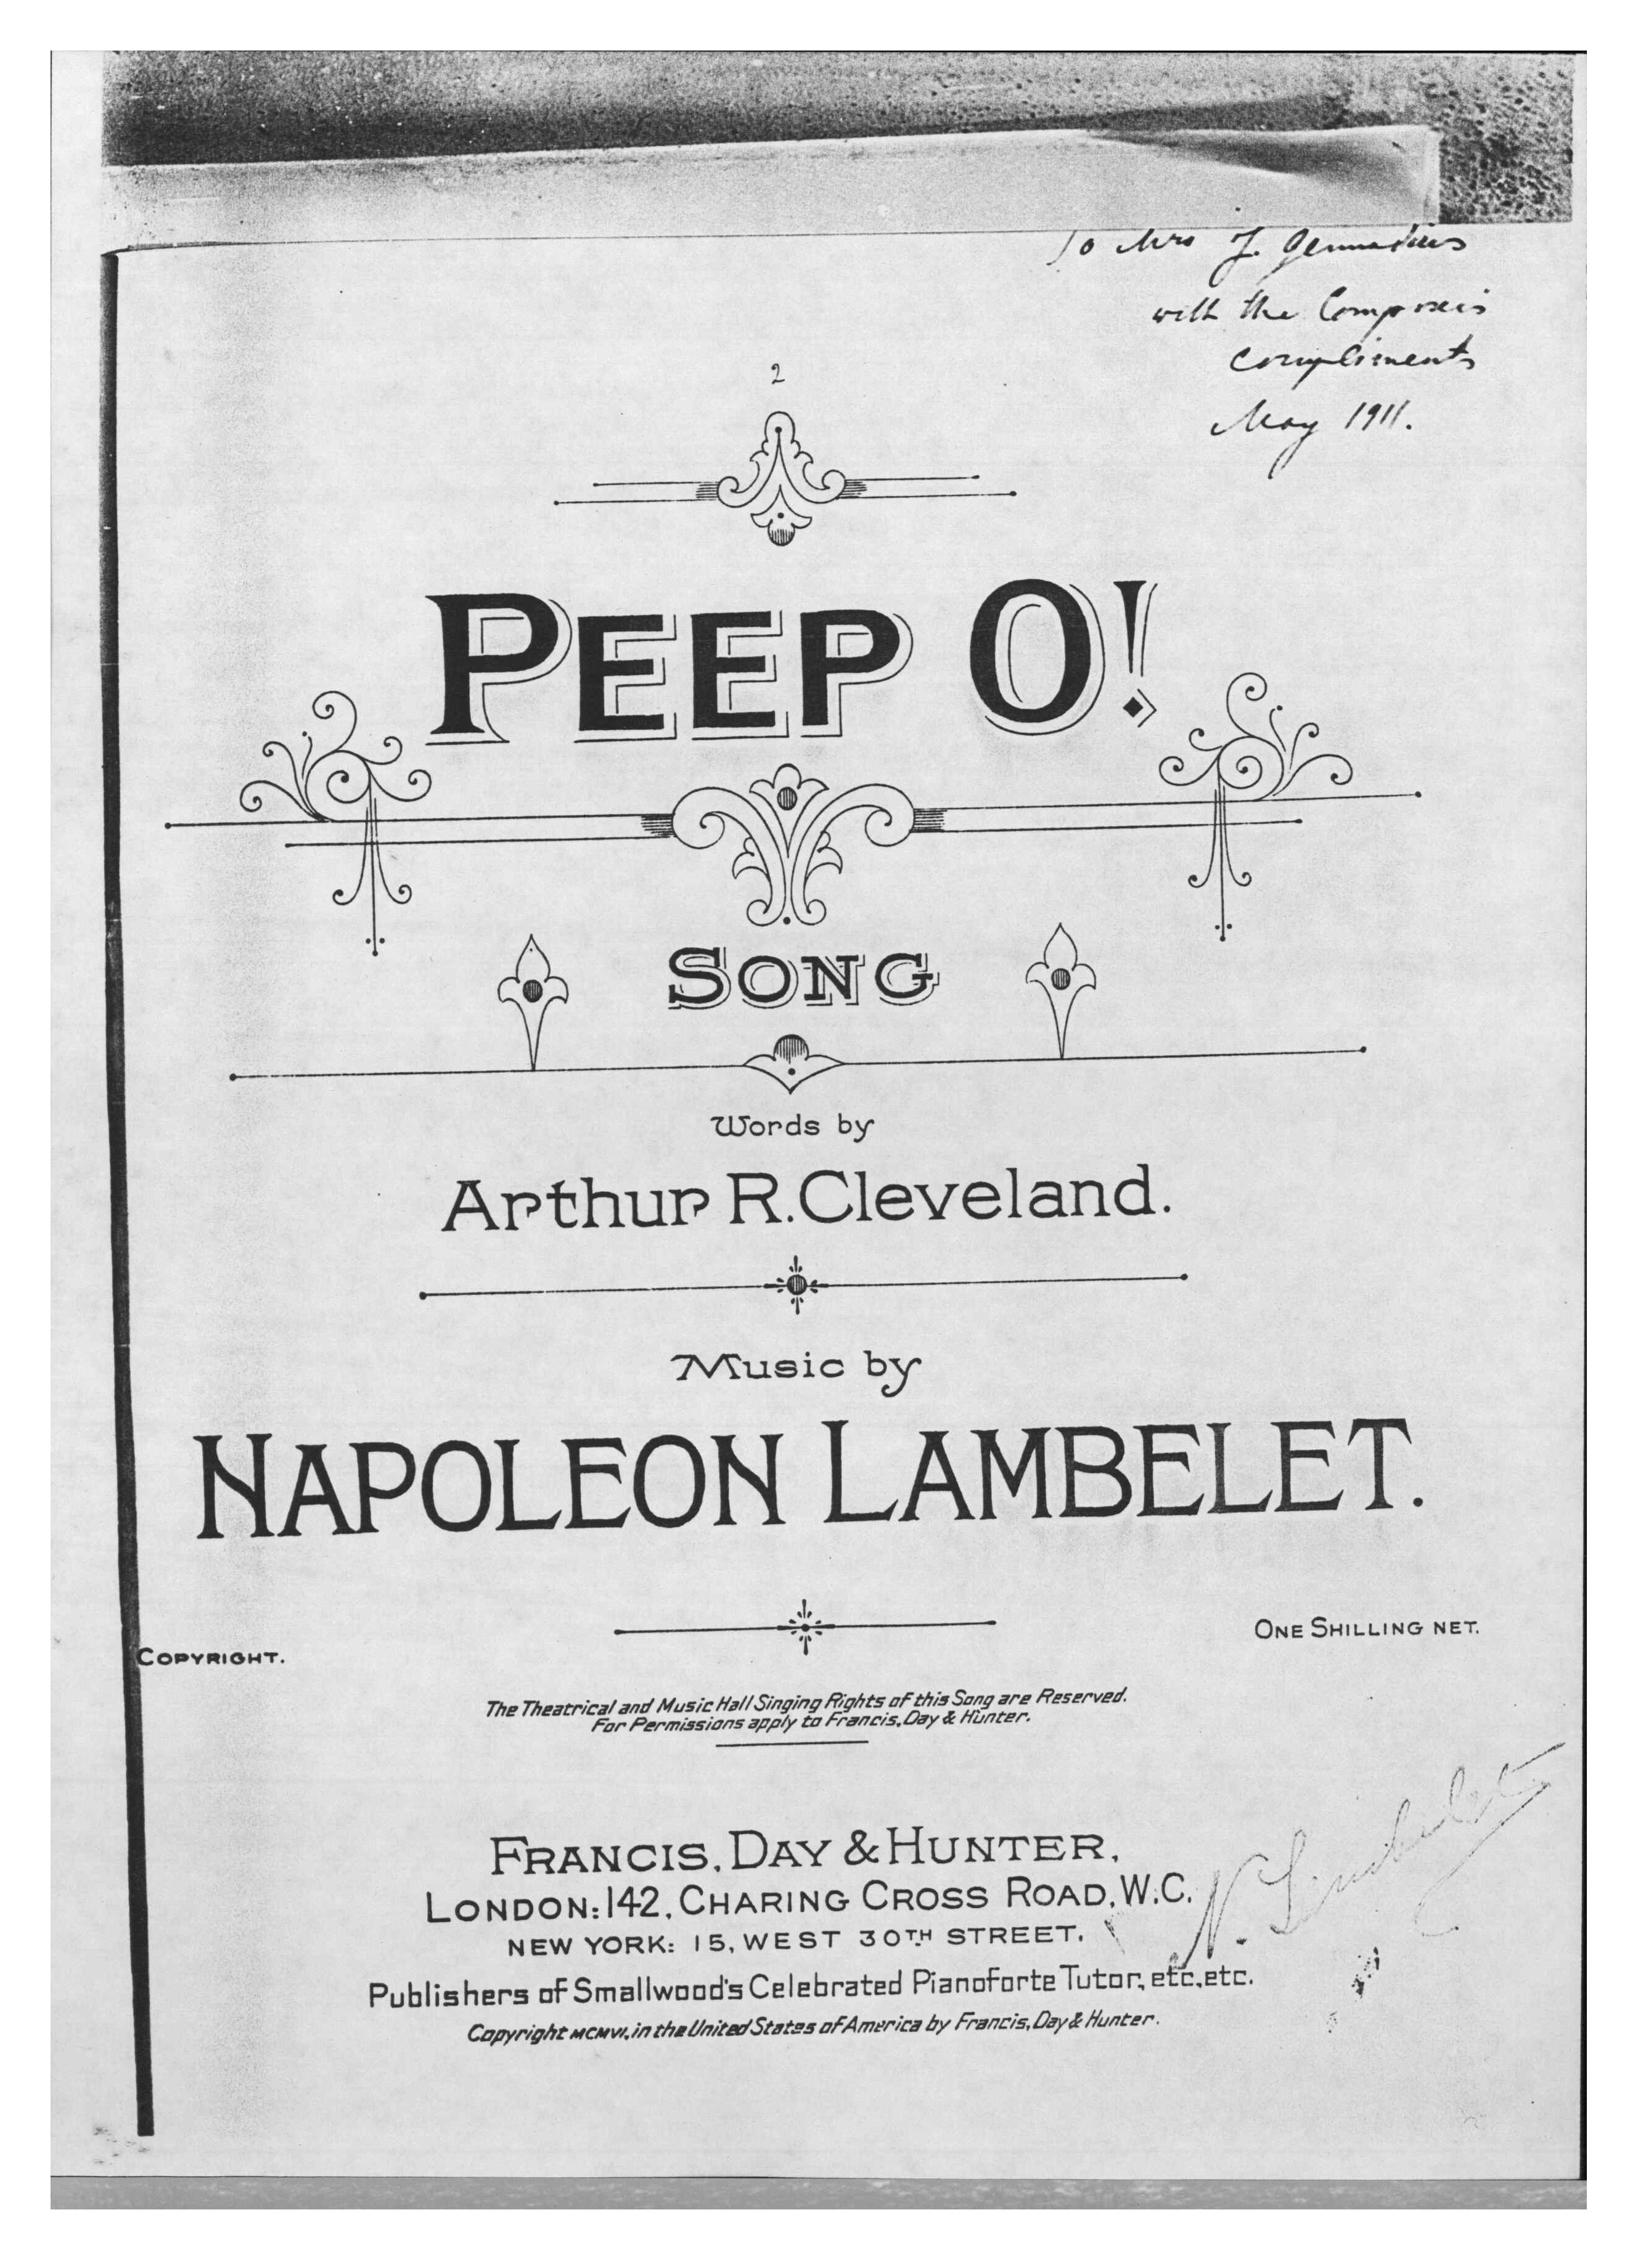 To Mrs J. Gennadius
with the Composer's
compliments
May 1911.
2
PEEP O!
SONG
Words by
Arthur R. Cleveland.
Music by
NAPOLEON LAMBELET.
COPYRIGHT.
ONE SHILLING NET.
The Theatrical and Music Hall Singing Rights of this Song are Reserved.
For Permissions apply to Francis, Day & Hunter.
FRANCIS, DAY & HUNTER,
LONDON: 142, CHARING CROSS ROAD, W.C.
NEW YORK: 15, WEST 30TH STREET.
N. Lambelet
Publishers of Smallwood's Celebrated Pianoforte Tutor, etc, etc.
Copyright MCMVI, in the United States of America by Francis, Day & Hunter.